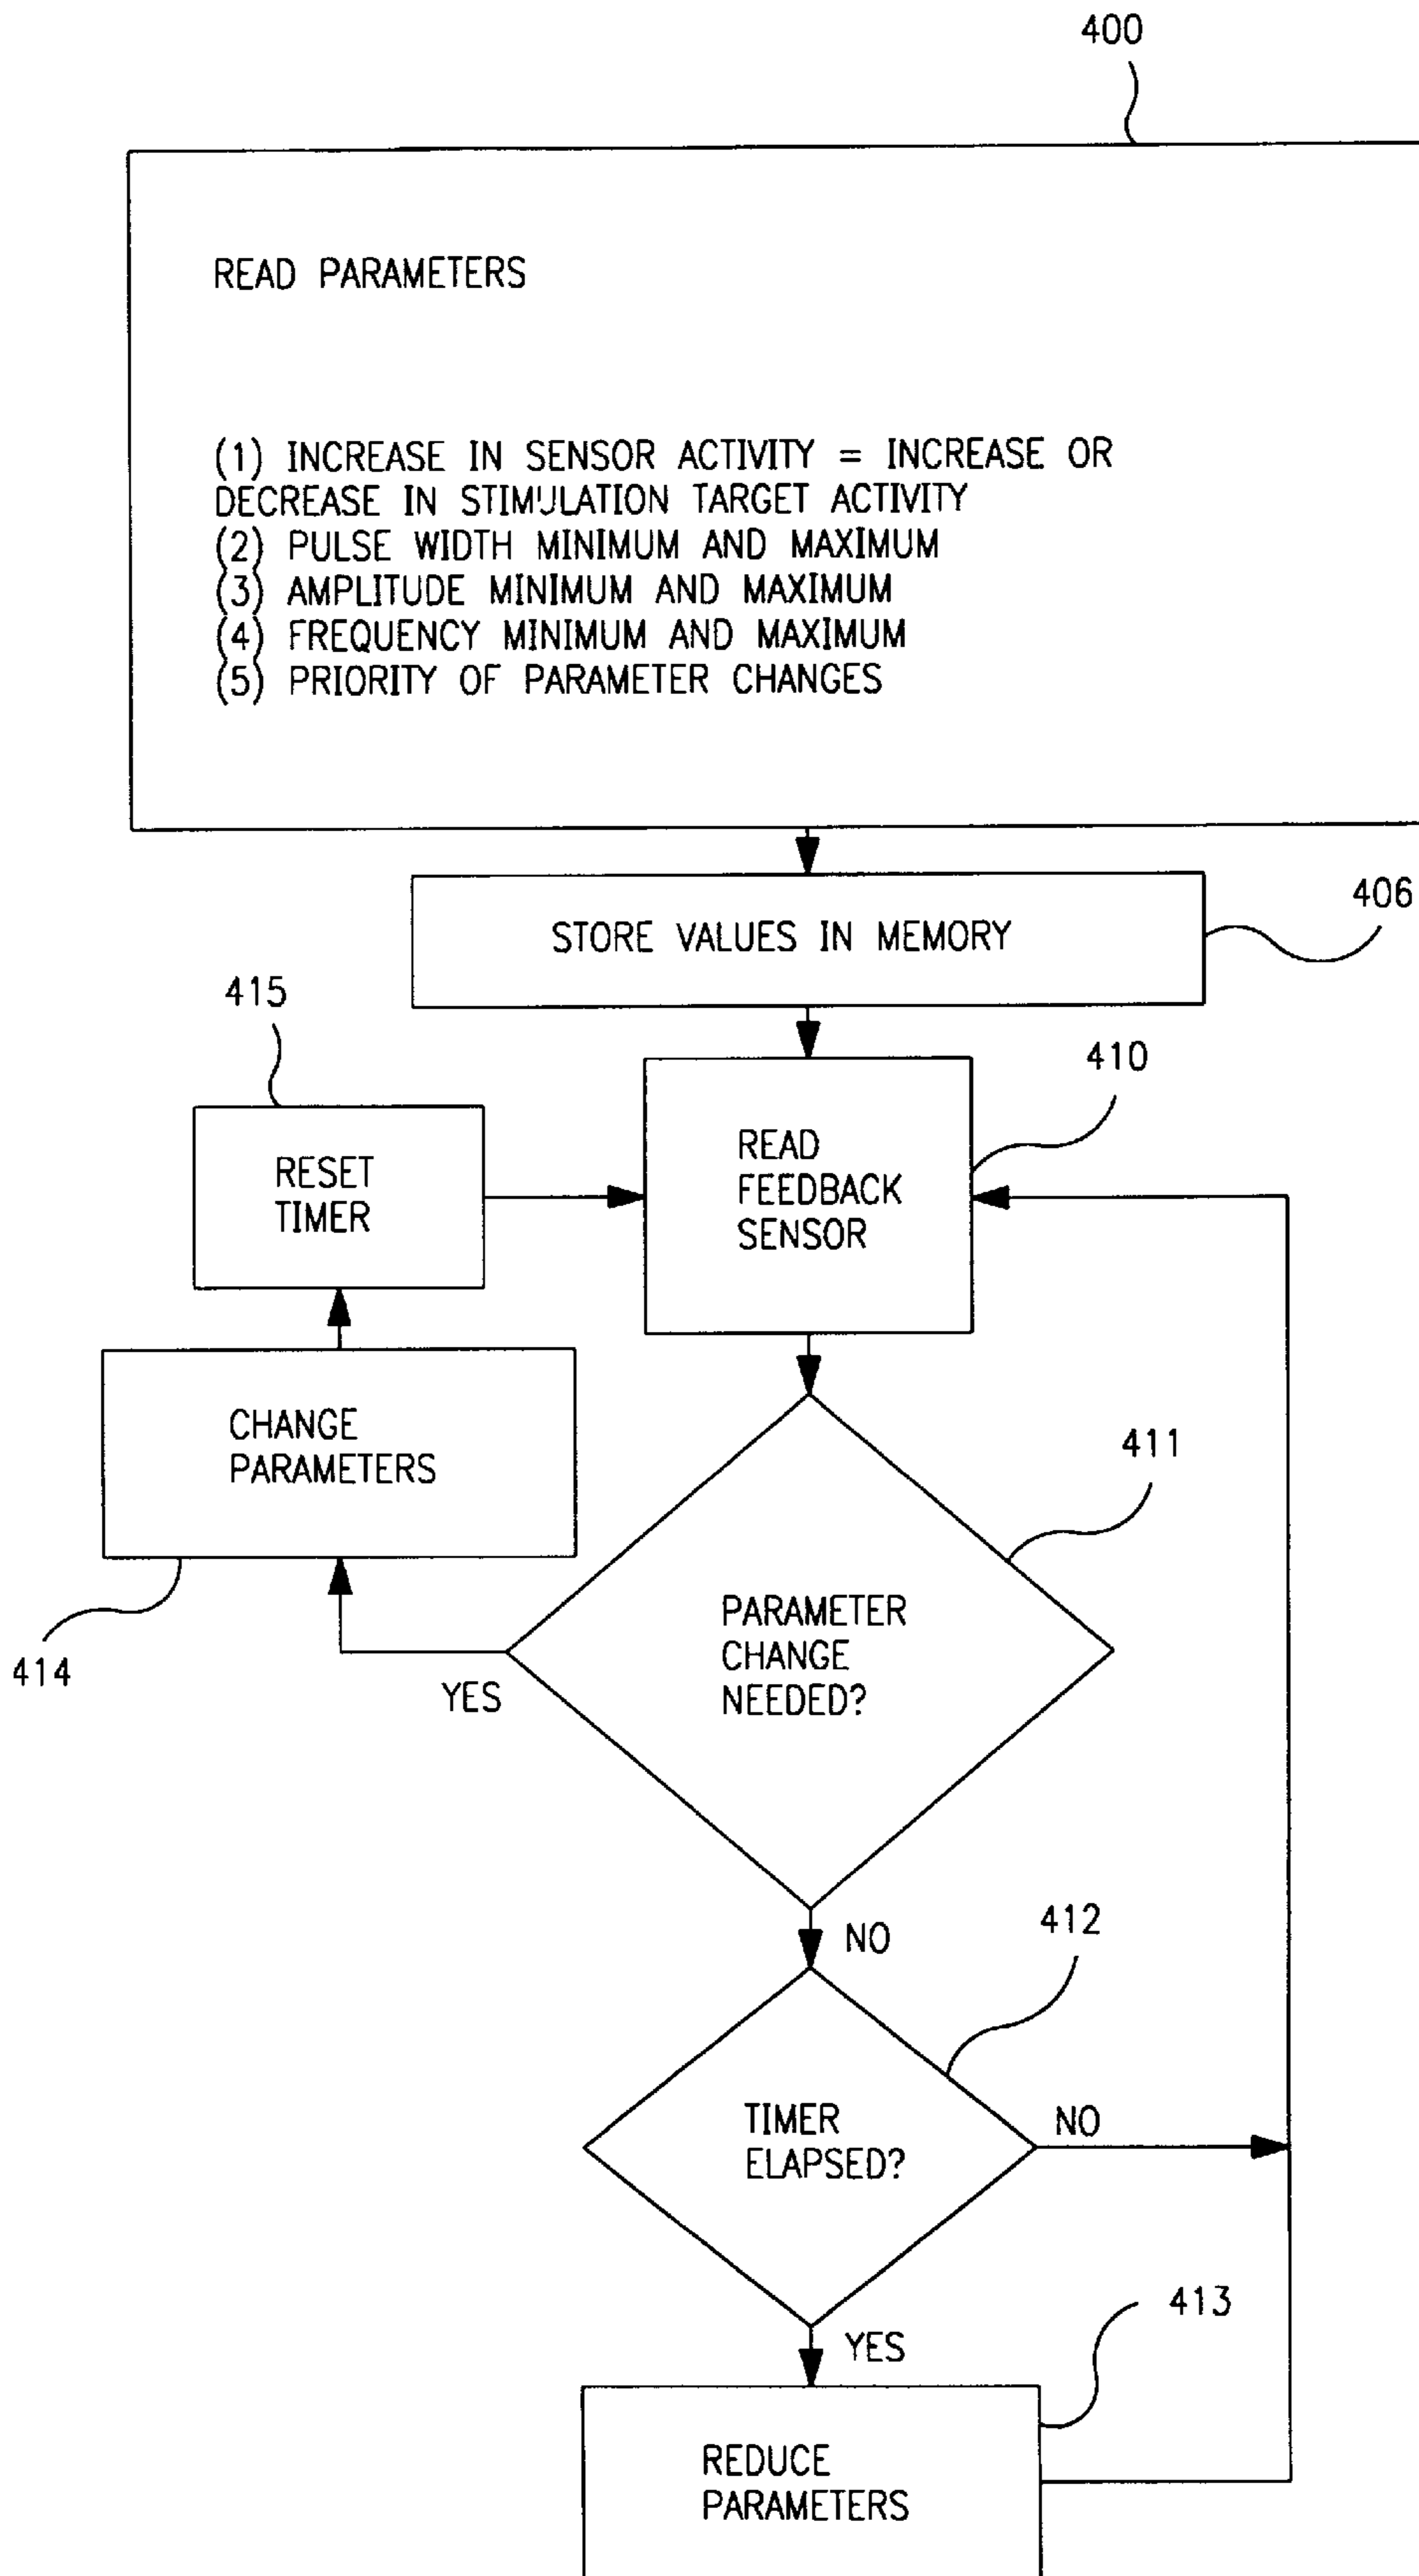 400
READ PARAMETERS
(1) INCREASE IN SENSOR ACTIVITY = INCREASE OR
DECREASE IN STIMULATION TARGET ACTIVITY
(2) PULSE WIDTH MINIMUM AND MAXIMUM
(3) AMPLITUDE MINIMUM AND MAXIMUM
(4) FREQUENCY MINIMUM AND MAXIMUM
(5) PRIORITY OF PARAMETER CHANGES
STORE VALUES IN MEMORY
406
415
410
RESET
TIMER
READ
FEEDBACK
SENSOR
CHANGE
PARAMETERS
414
411
PARAMETER
CHANGE
NEEDED?
YES
NO
412
TIMER
ELAPSED?
NO
YES
413
REDUCE
PARAMETERS